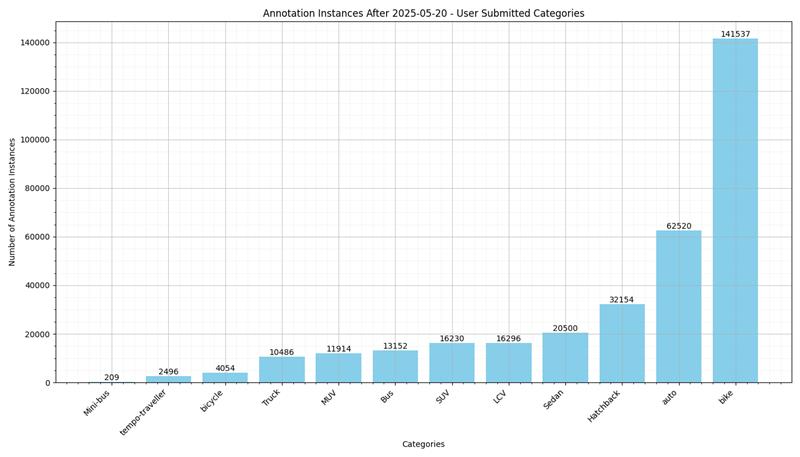 Annotation Instances After 2025-05-20 - User Submitted Categories
Number of Annotation Instances
140000
120000
100000
80000
60000
40000
20000
0
209
2496
4054
10486
11914
13152
16230
16296
20500
32154
62520
141537
Mini-bus
tempo-traveller
bicycle
Truck
MUV
Bus
SUV
LCV
Sedan
Hatchback
auto
bike
Categories